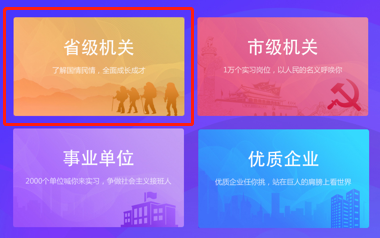 省级机关
了解国情民情，全面成长成才
市级机关
1万个实习岗位，以人民的名义呼唤你
事业单位
2000个单位喊你来实习，争做社会主义接班人
优质企业
优质企业任你挑，站在巨人的肩膀上看世界